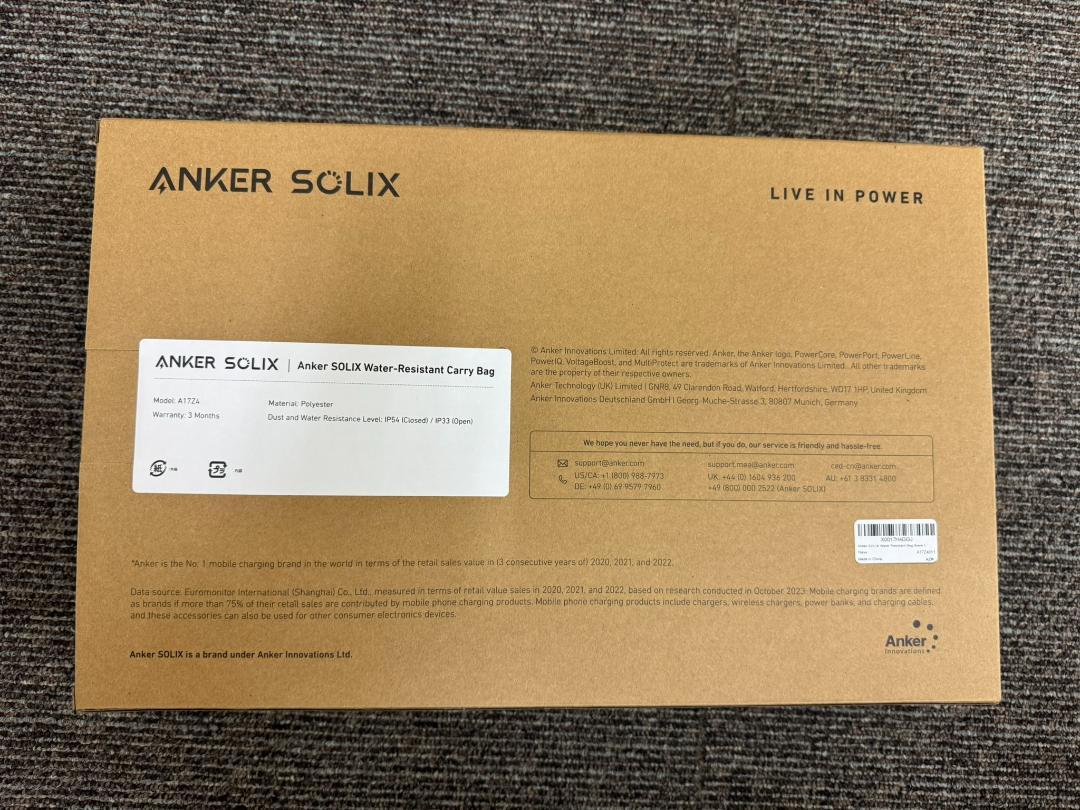 ANKER SOLIX
LIVE IN POWER
ANKER SOLIX | Anker SOLIX Water-Resistant Carry Bag
Model: A17Z4
Material: Polyester
Warranty: 3 Months
Dust and Water Resistance Level: IP54 (Closed) / IP33 (Open)
紙
プラ
© Anker Innovations Limited. All rights reserved. Anker, the Anker logo, PowerCore, PowerPort, PowerLine,
PowerIQ, VoltageBoost, and MultiProtect are trademarks of Anker Innovations Limited. All other trademarks
are the property of their respective owners.
Anker Technology (UK) Limited | GNR8, 49 Clarendon Road, Watford, Hertfordshire, WD17 1HP, United Kingdom
Anker Innovations Deutschland GmbH | Georg-Muche-Strasse 3, 80807 Munich, Germany
We hope you never have the need, but if you do, our service is friendly and hassle-free.
support@anker.com
support.mea@anker.com
ced-cn@anker.com
US/CA: +1 (800) 988-7973
UK: +44 (0) 1604 936 200
AU: +61 3 8331 4800
DE: +49 (0) 69 9579 7960
+49 (800) 000 2522 (Anker SOLIX)
New
Made in China
*Anker is the No. 1 mobile charging brand in the world in terms of the retail sales value in (3 consecutive years of) 2020, 2021, and 2022.
Data source: Euromonitor International (Shanghai) Co., Ltd., measured in terms of retail value sales in 2020, 2021, and 2022, based on research conducted in October 2023. Mobile charging brands are defined
as brands if more than 75% of their retail sales are contributed by mobile phone charging products. Mobile phone charging products include chargers, wireless chargers, power banks, and charging cables,
and these accessories can also be used for other consumer electronics devices.
Anker SOLIX is a brand under Anker Innovations Ltd.
Anker
Innovations